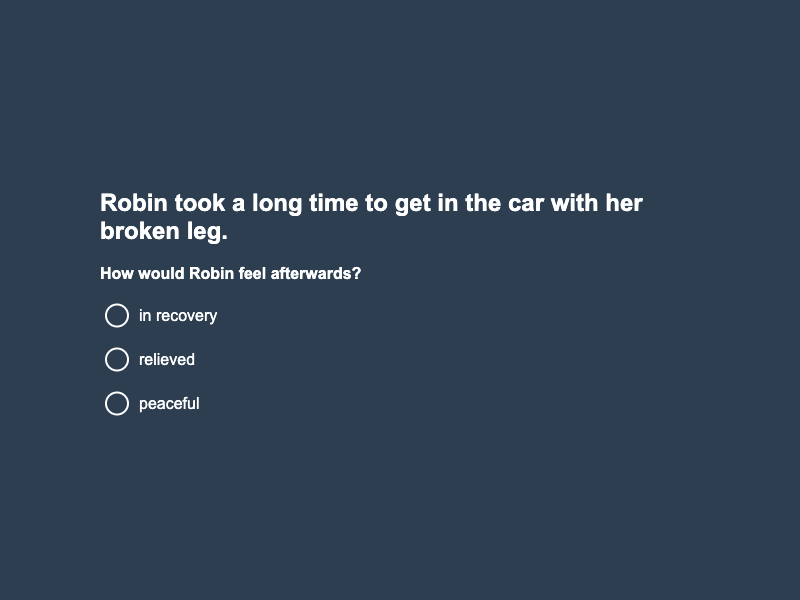 Robin took a long time to get in the car with her
broken leg.
How would Robin feel afterwards?
in recovery
relieved
peaceful